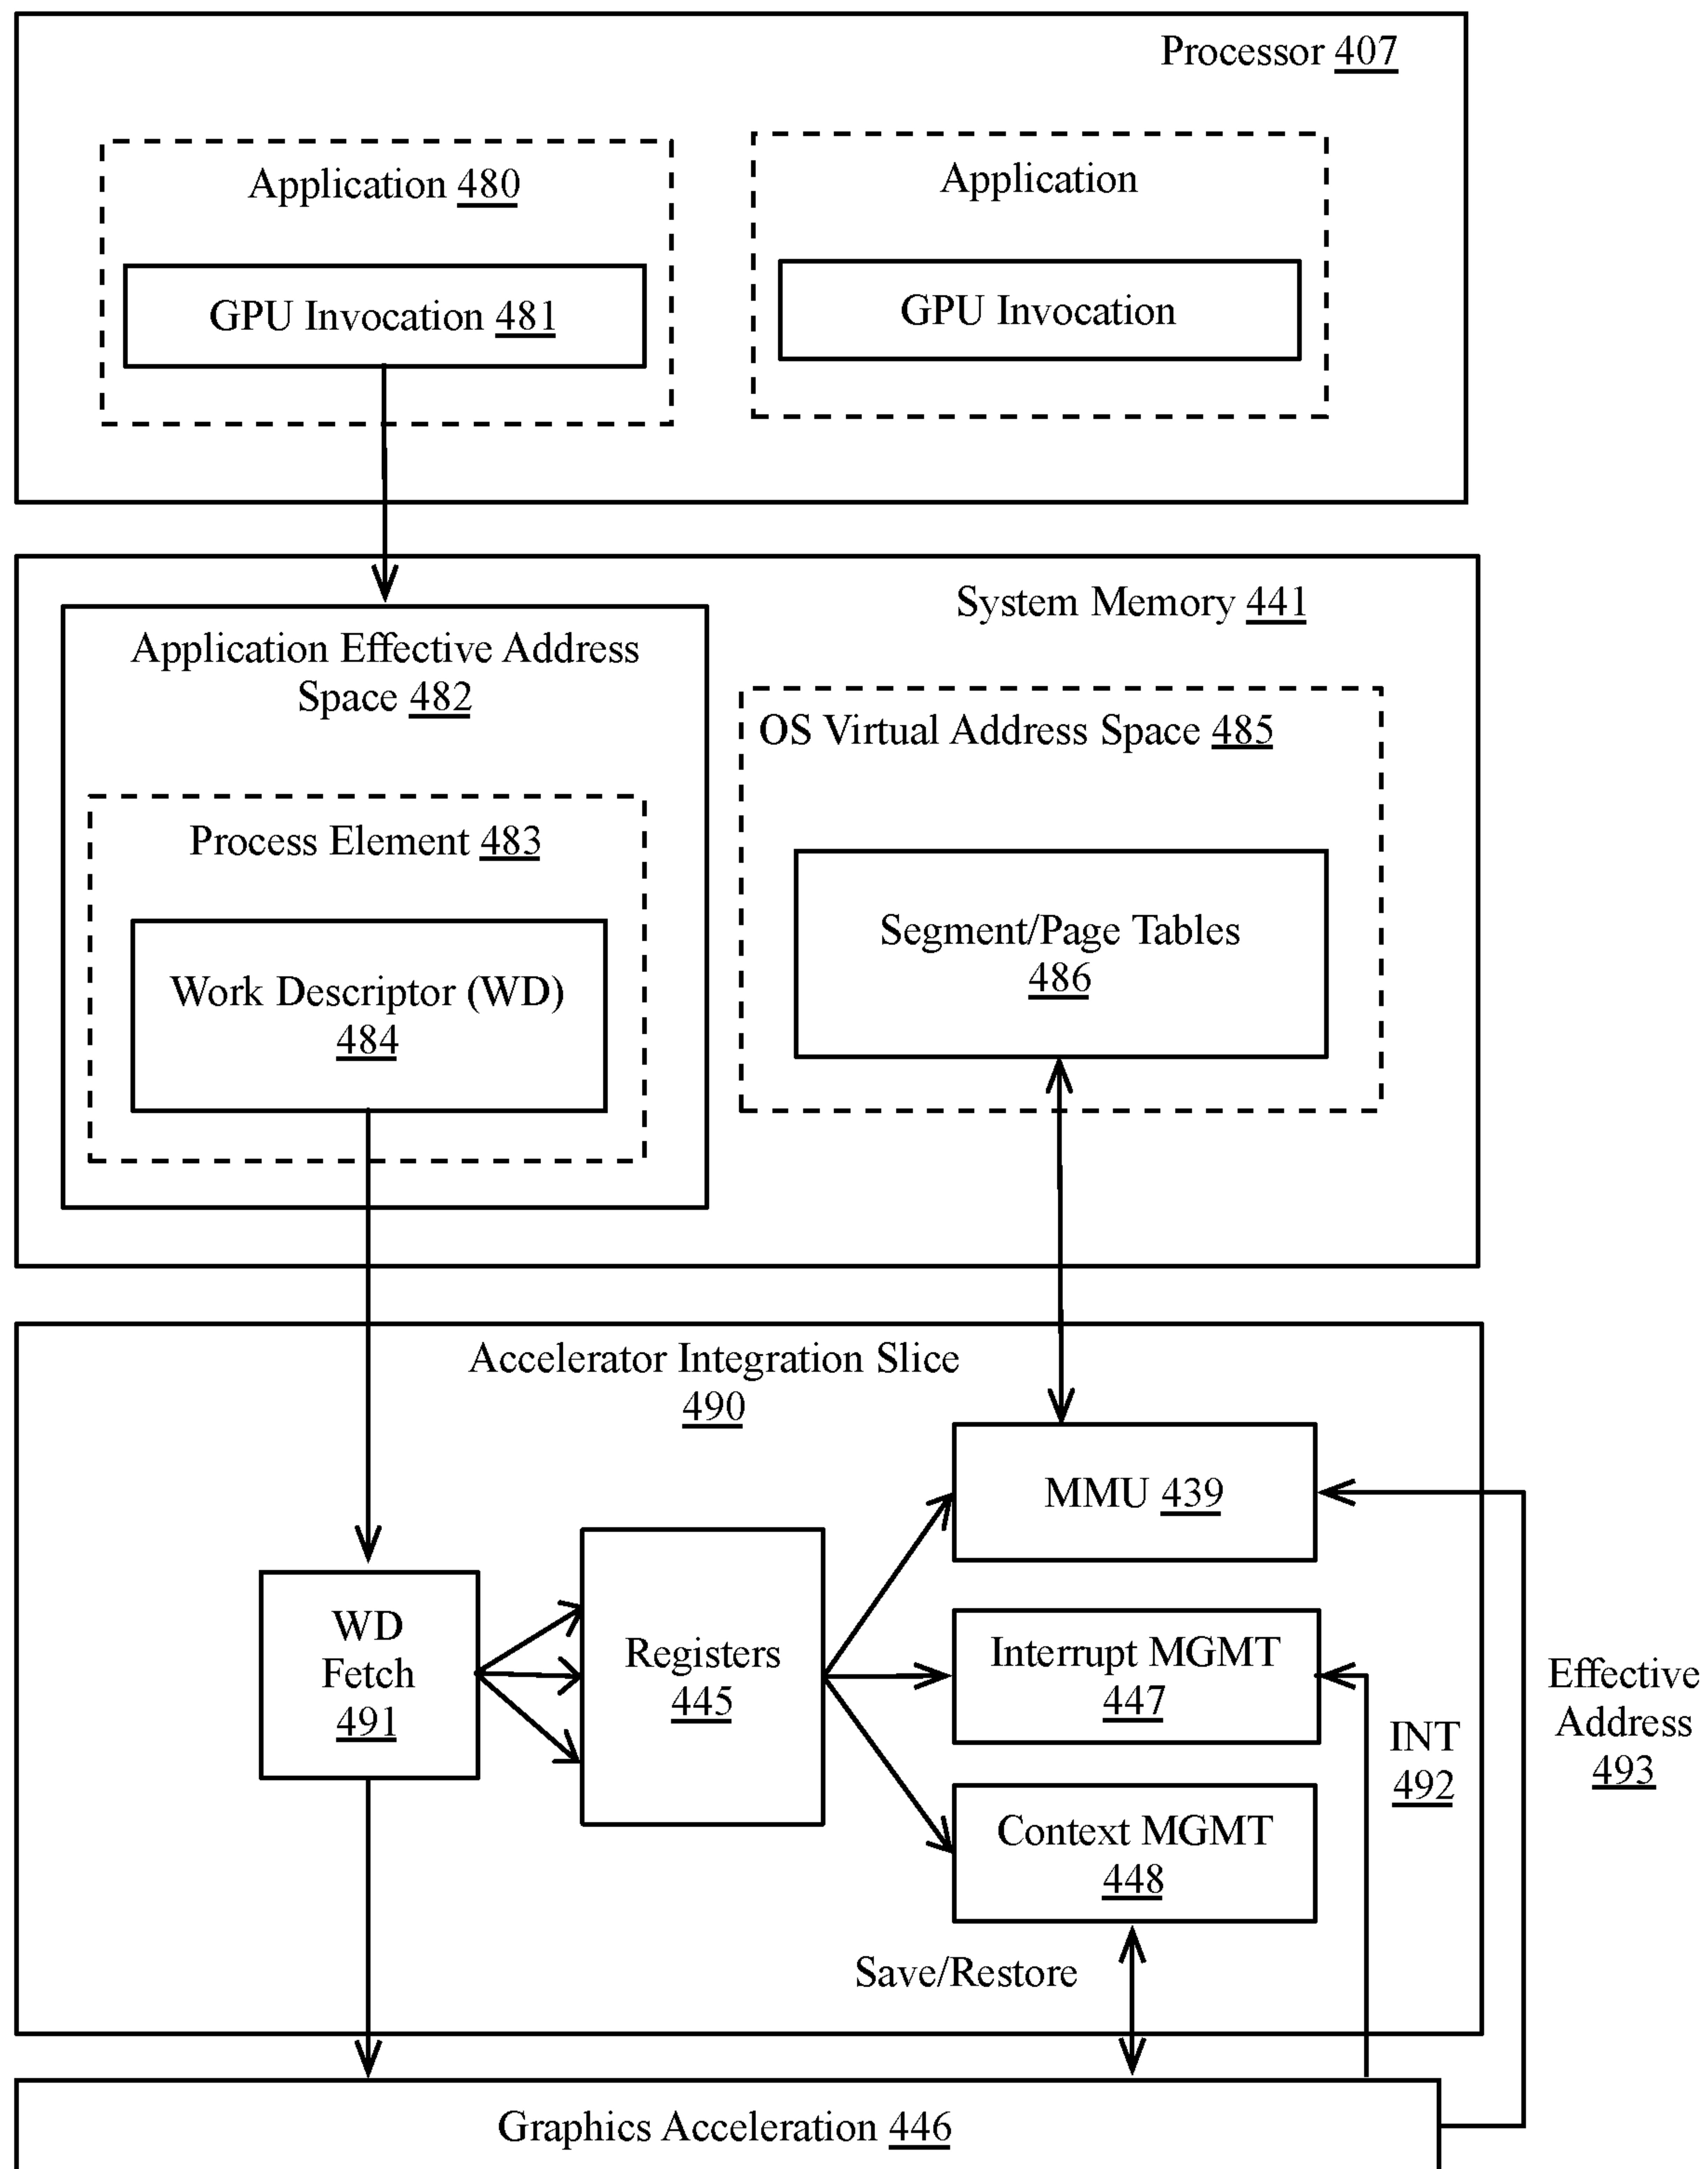 Processor 407
Application 480
Application
GPU Invocation 481
GPU Invocation
System Memory 441
Application Effective Address
Space 482
OS Virtual Address Space 485
Process Element 483
Segment/Page Tables
486
Work Descriptor (WD)
484
Accelerator Integration Slice
490
MMU 439
WD
Fetch
491
Registers
445
Interrupt MGMT
447
Effective
Address
493
INT
492
Context MGMT
448
Save/Restore
Graphics Acceleration 446